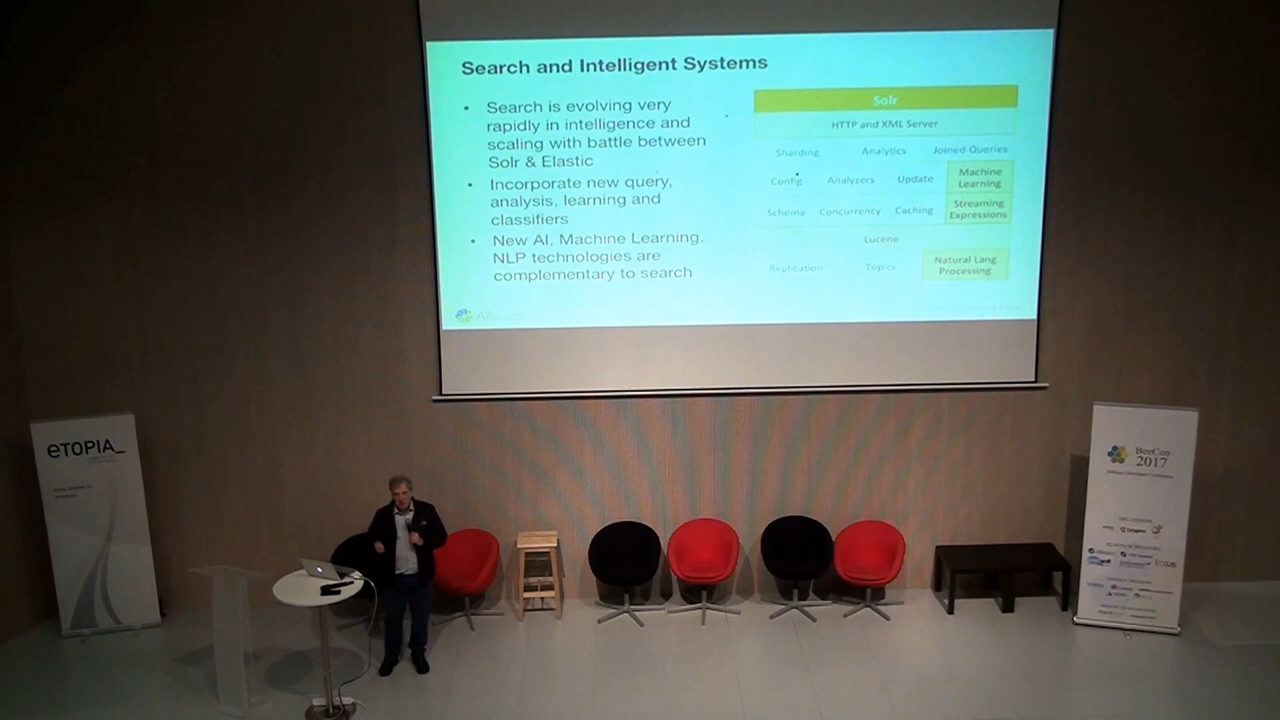 Search and Intelligent Systems
• Search is evolving very
rapidly in intelligence and
scaling with battle between
Solr & Elastic
• Incorporate new query,
analysis, learning and
classifiers
• New AI, Machine Learning,
NLP technologies are
complementary to search
Solr
HTTP and XML Server
Sharding Analytics Joined Queries
Config Analyzers Update Machine
Learning
Schema Concurrency Caching Streaming
Expressions
Lucene
Replication Topics Natural Lang
Processing
Alfresco
eTOPIA_
BeeCon
2017